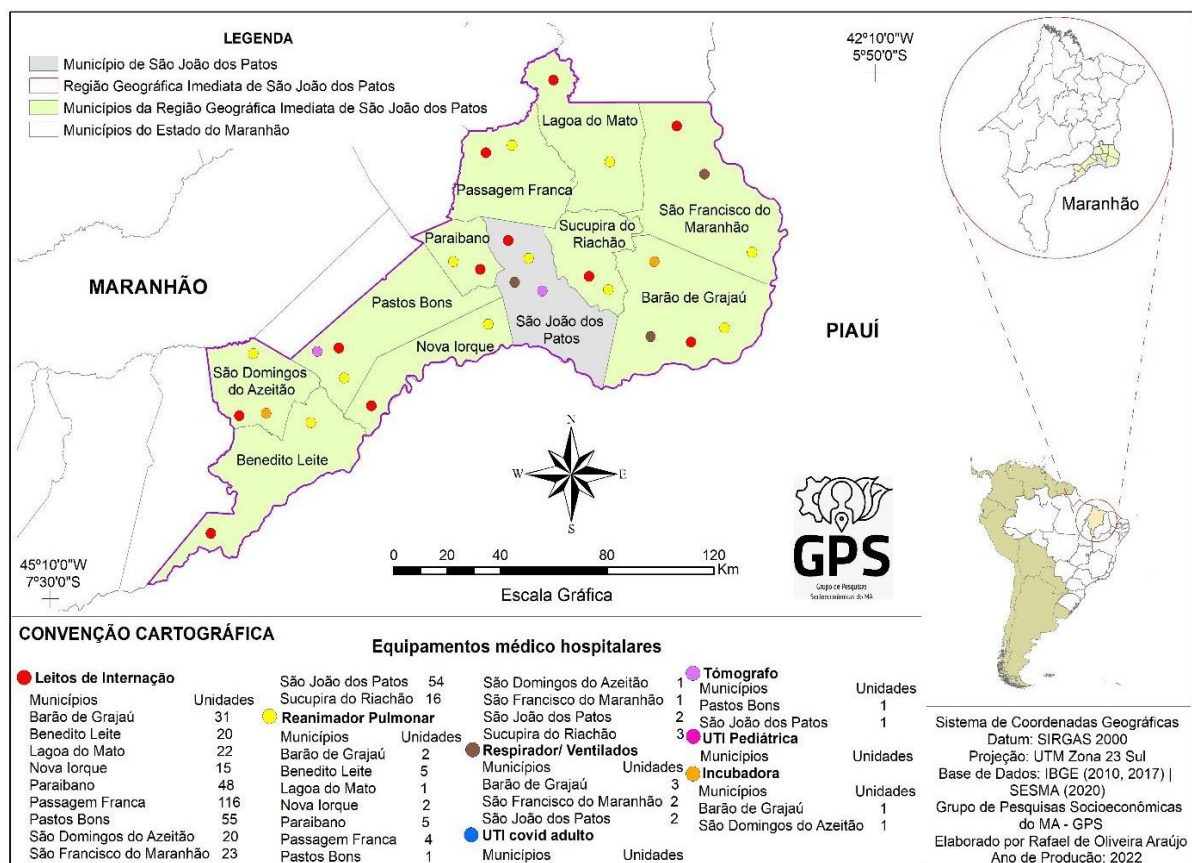 LEGENDA
Município de São João dos Patos
Região Geográfica Imediata de São João dos Patos
Municípios da Região Geográfica Imediata de São João dos Patos
Municípios do Estado do Maranhão
42°10'0"W
5°50'0"S
Lagoa do Mato
Passagem Franca
São Francisco do
Maranhão
Sucupira do
Riachão
Paraibano
MARANHÃO
Pastos Bons
Barão de Grajaú
PIAUÍ
São João dos
Patos
Nova Iorque
São Domingos
do Azeitão
Benedito Leite
Maranhão
N
W E
S
45°10'0"W
7°30'0"S
0 20 40 60 80 120
Km
Escala Gráfica
GPS
Grupo de Pesquisas
Socioeconômicas do MA
CONVENÇÃO CARTOGRÁFICA
Equipamentos médico hospitalares
Leitos de Internação
Municípios Unidades
Barão de Grajaú 31
Benedito Leite 20
Lagoa do Mato 22
Nova Iorque 15
Paraibano 48
Passagem Franca 116
Pastos Bons 55
São Domingos do Azeitão 20
São Francisco do Maranhão 23
São João dos Patos 54
Sucupira do Riachão 16
Reanimador Pulmonar
Municípios Unidades
Barão de Grajaú 2
Benedito Leite 5
Lagoa do Mato 1
Nova Iorque 2
Paraibano 5
Passagem Franca 4
Pastos Bons 1
São Domingos do Azeitão 1
São Francisco do Maranhão 1
São João dos Patos 2
Sucupira do Riachão 3
Respirador/ Ventilados
Municípios Unidades
Barão de Grajaú 3
São Francisco do Maranhão 2
São João dos Patos 2
UTI covid adulto
Municípios Unidades
Tómografo
Municípios Unidades
Pastos Bons 1
São João dos Patos 1
UTI Pediátrica
Municípios Unidades
Incubadora
Municípios Unidades
Barão de Grajaú 1
São Domingos do Azeitão 1
Sistema de Coordenadas Geográficas
Datum: SIRGAS 2000
Projeção: UTM Zona 23 Sul
Base de Dados: IBGE (2010, 2017) |
SESMA (2020)
Grupo de Pesquisas Socioeconômicas
do MA - GPS
Elaborado por Rafael de Oliveira Araújo
Ano de Produção: 2022